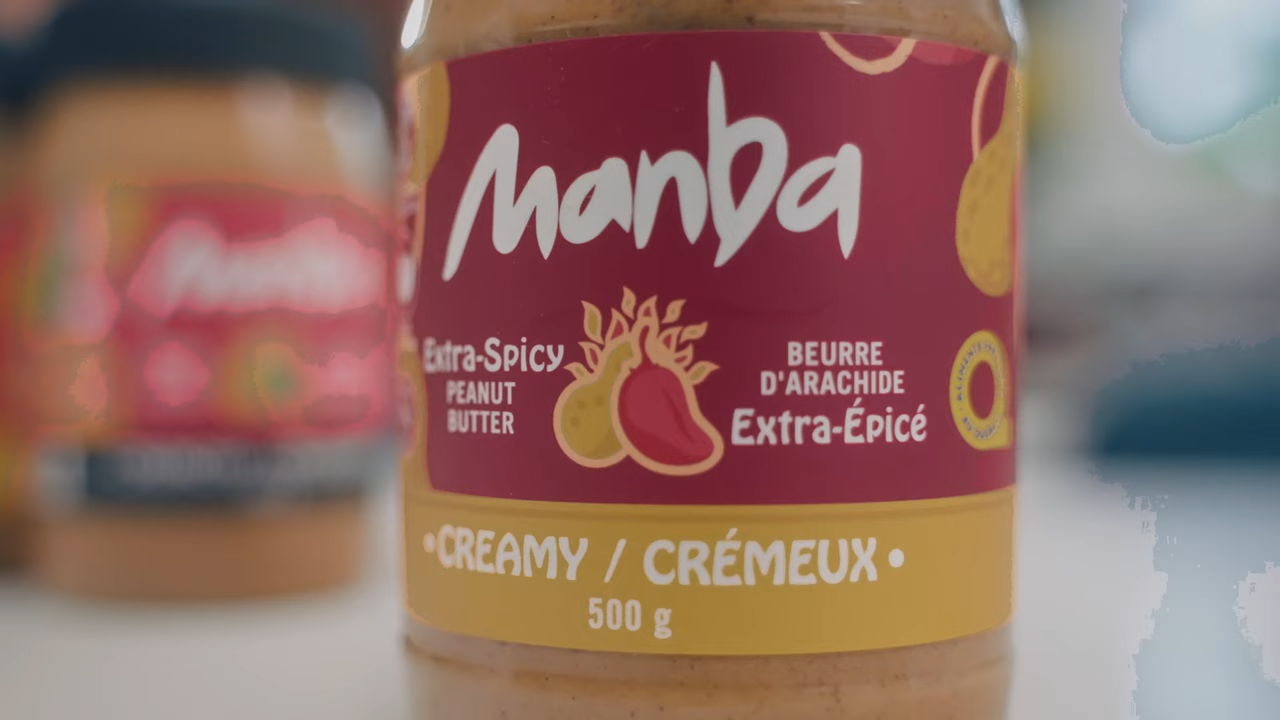 Manba
Extra-Spicy
PEANUT
BUTTER
BEURRE
D'ARACHIDE
Extra-Épicé
•CREAMY / CRÉMEUX•
500 g